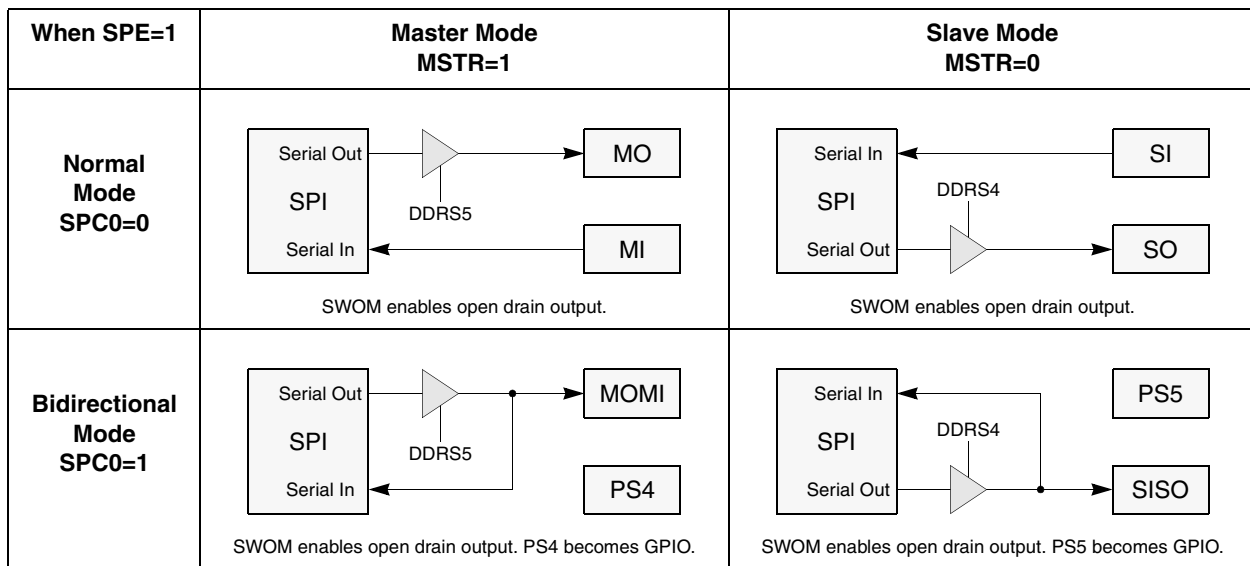 When SPE=1
Master Mode
MSTR=1
Slave Mode
MSTR=0
Normal
Mode
SPC0=0
Serial Out
SPI
Serial In
DDRS5
MO
MI
SWOM enables open drain output.
Serial In
SPI
Serial Out
DDRS4
SI
SO
SWOM enables open drain output.
Bidirectional
Mode
SPC0=1
Serial Out
SPI
Serial In
DDRS5
MOMI
PS4
SWOM enables open drain output. PS4 becomes GPIO.
Serial In
SPI
Serial Out
DDRS4
PS5
SISO
SWOM enables open drain output. PS5 becomes GPIO.